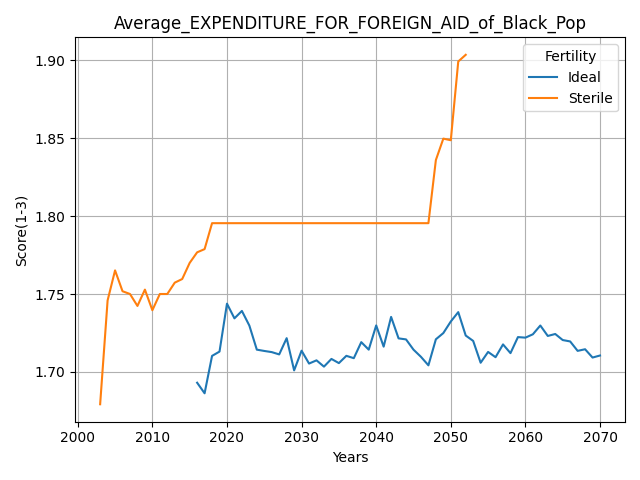 Average_EXPENDITURE_FOR_FOREIGN_AID_of_Black_Pop
Score(1-3)
1.90
1.85
1.80
1.75
1.70
Fertility
Ideal
Sterile
2000 2010 2020 2030 2040 2050 2060 2070
Years